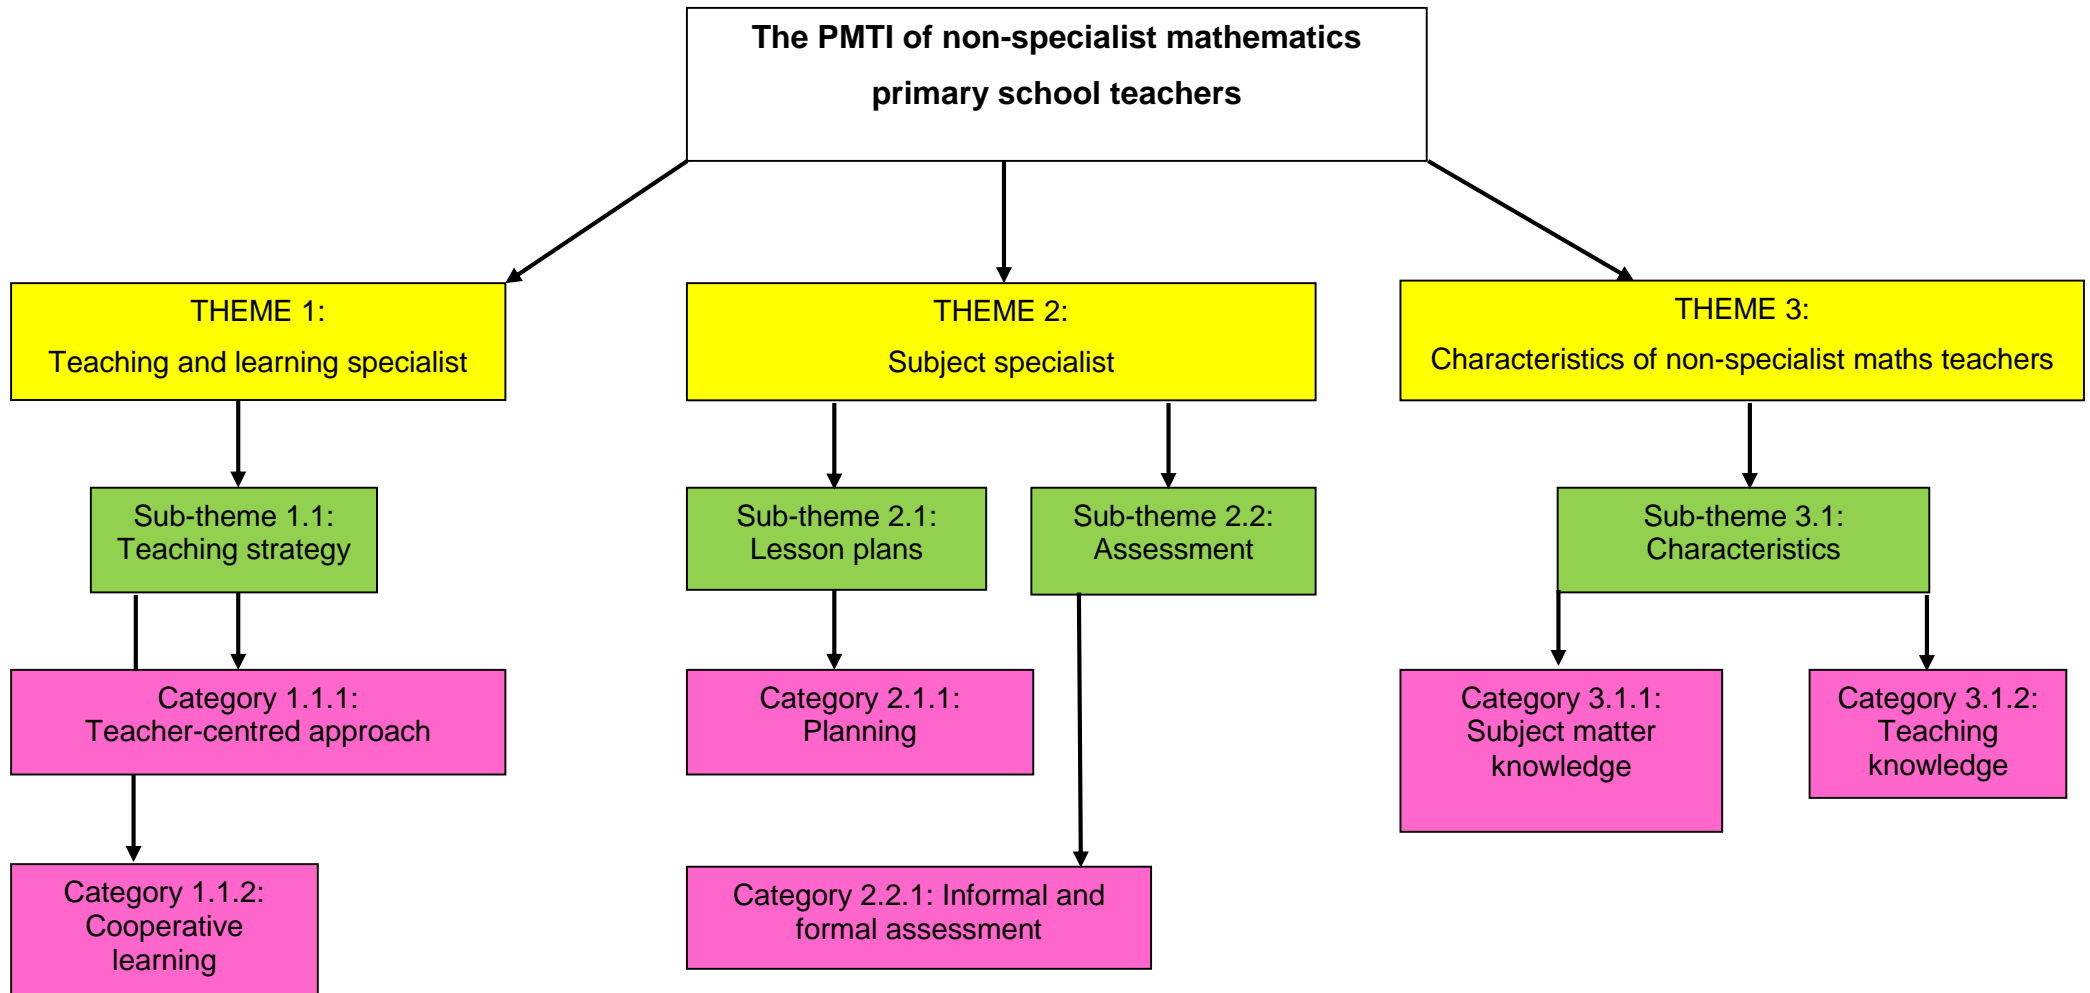 The PMTI of non-specialist mathematics
primary school teachers
THEME 1:
Teaching and learning specialist
THEME 2:
Subject specialist
THEME 3:
Characteristics of non-specialist maths teachers
Sub-theme 1.1:
Teaching strategy
Sub-theme 2.1:
Lesson plans
Sub-theme 2.2:
Assessment
Sub-theme 3.1:
Characteristics
Category 1.1.1:
Teacher-centred approach
Category 2.1.1:
Planning
Category 3.1.1:
Subject matter
knowledge
Category 3.1.2:
Teaching
knowledge
Category 1.1.2:
Cooperative
learning
Category 2.2.1: Informal and
formal assessment